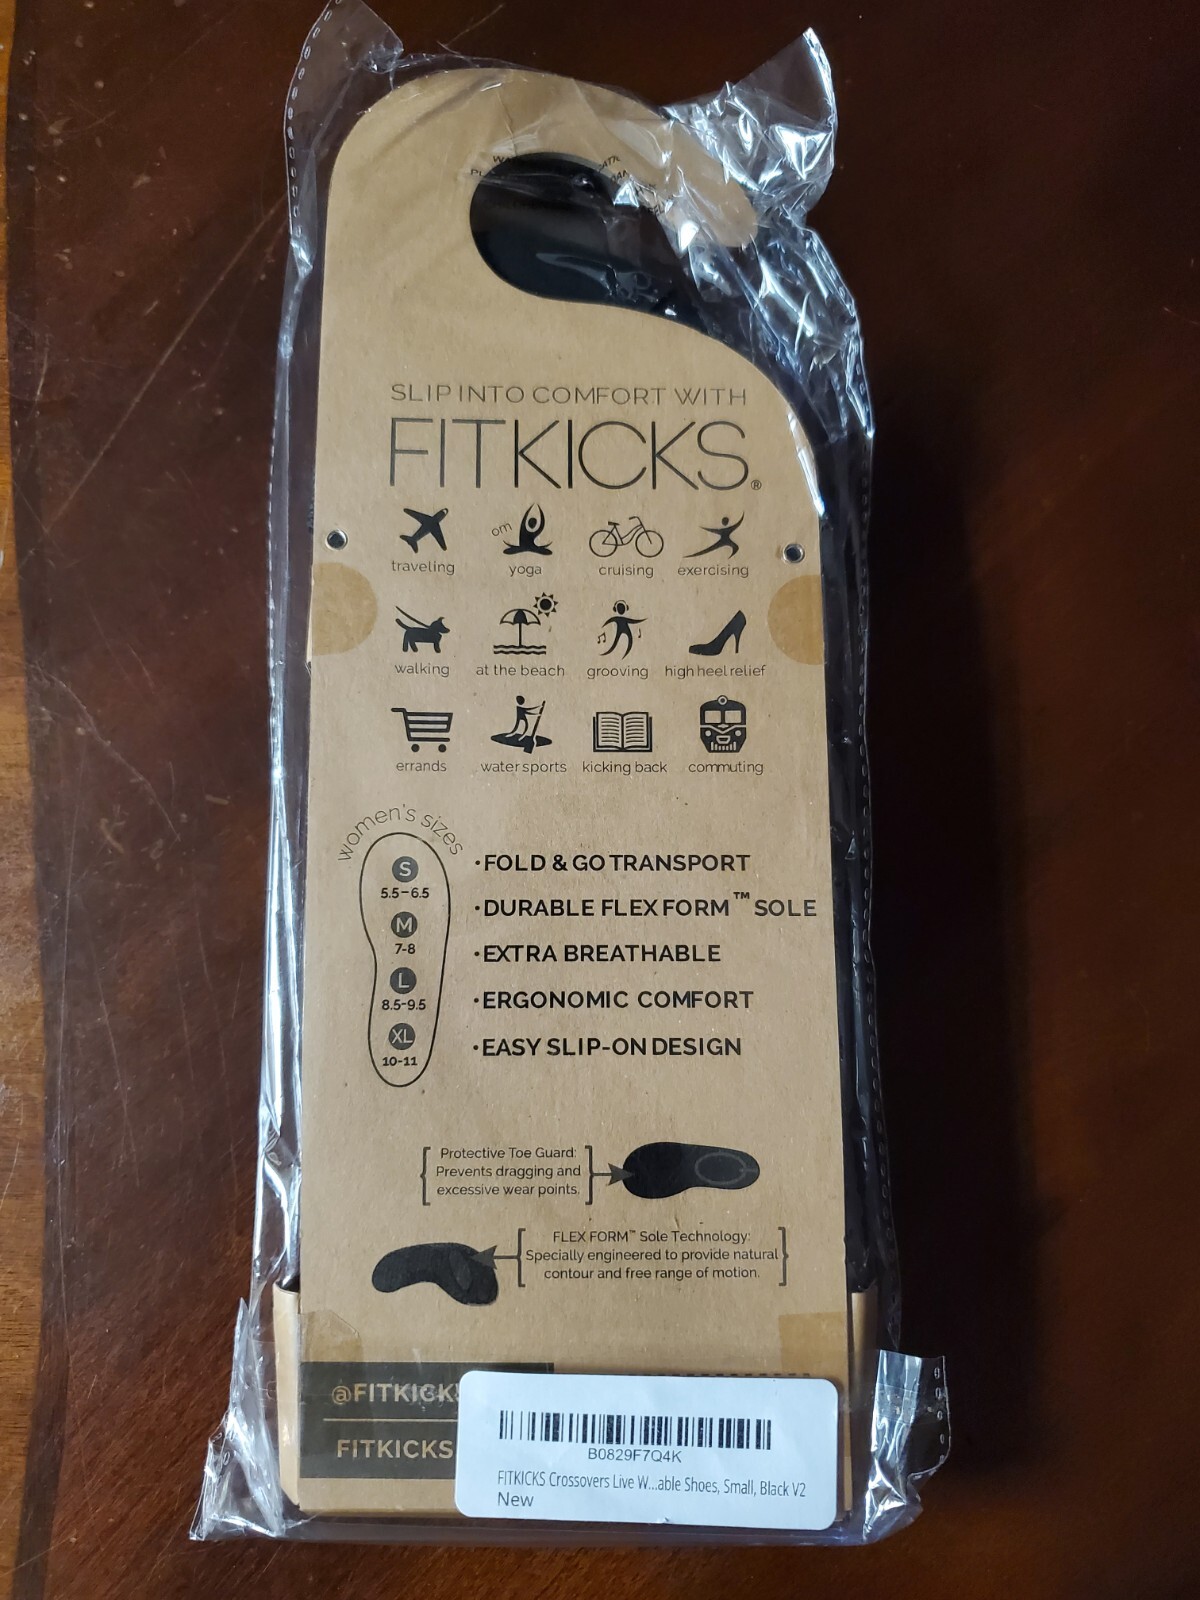 SLIP INTO COMFORT WITH
FITKICKS®
traveling
om
yoga
cruising
exercising
walking
at the beach
grooving
high heel relief
errands
water sports
kicking back
commuting
women's sizes
S
5.5-6.5
M
7-8
L
8.5-9.5
XL
10-11
•FOLD & GO TRANSPORT
•DURABLE FLEX FORM™ SOLE
•EXTRA BREATHABLE
•ERGONOMIC COMFORT
•EASY SLIP-ON DESIGN
Protective Toe Guard:
Prevents dragging and
excessive wear points.
FLEX FORM™ Sole Technology:
Specially engineered to provide natural
contour and free range of motion.
@FITKICKS
FITKICKS
B0829F7Q4K
FITKICKS Crossovers Live W...able Shoes, Small, Black V2
New